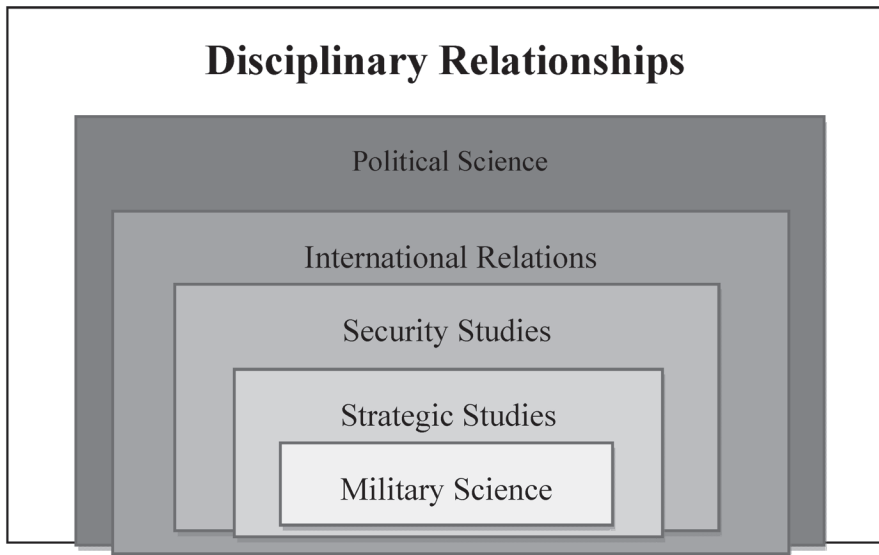 Disciplinary Relationships
Political Science
International Relations
Security Studies
Strategic Studies
Military Science